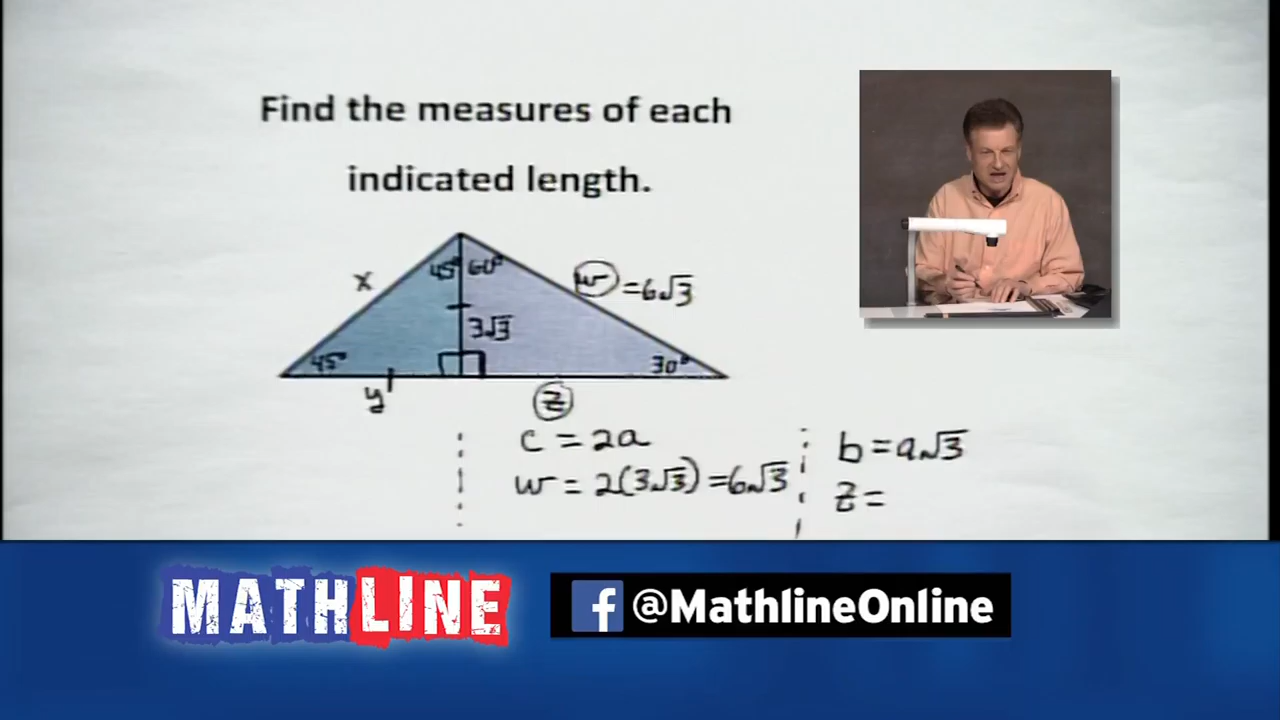 Find the measures of each
indicated length.
x
45° 60°
w = 6√3
3√3
45°
30°
y
z
c = 2a
w = 2(3√3) = 6√3
b = a√3
z =
MATHLINE
f @MathlineOnline